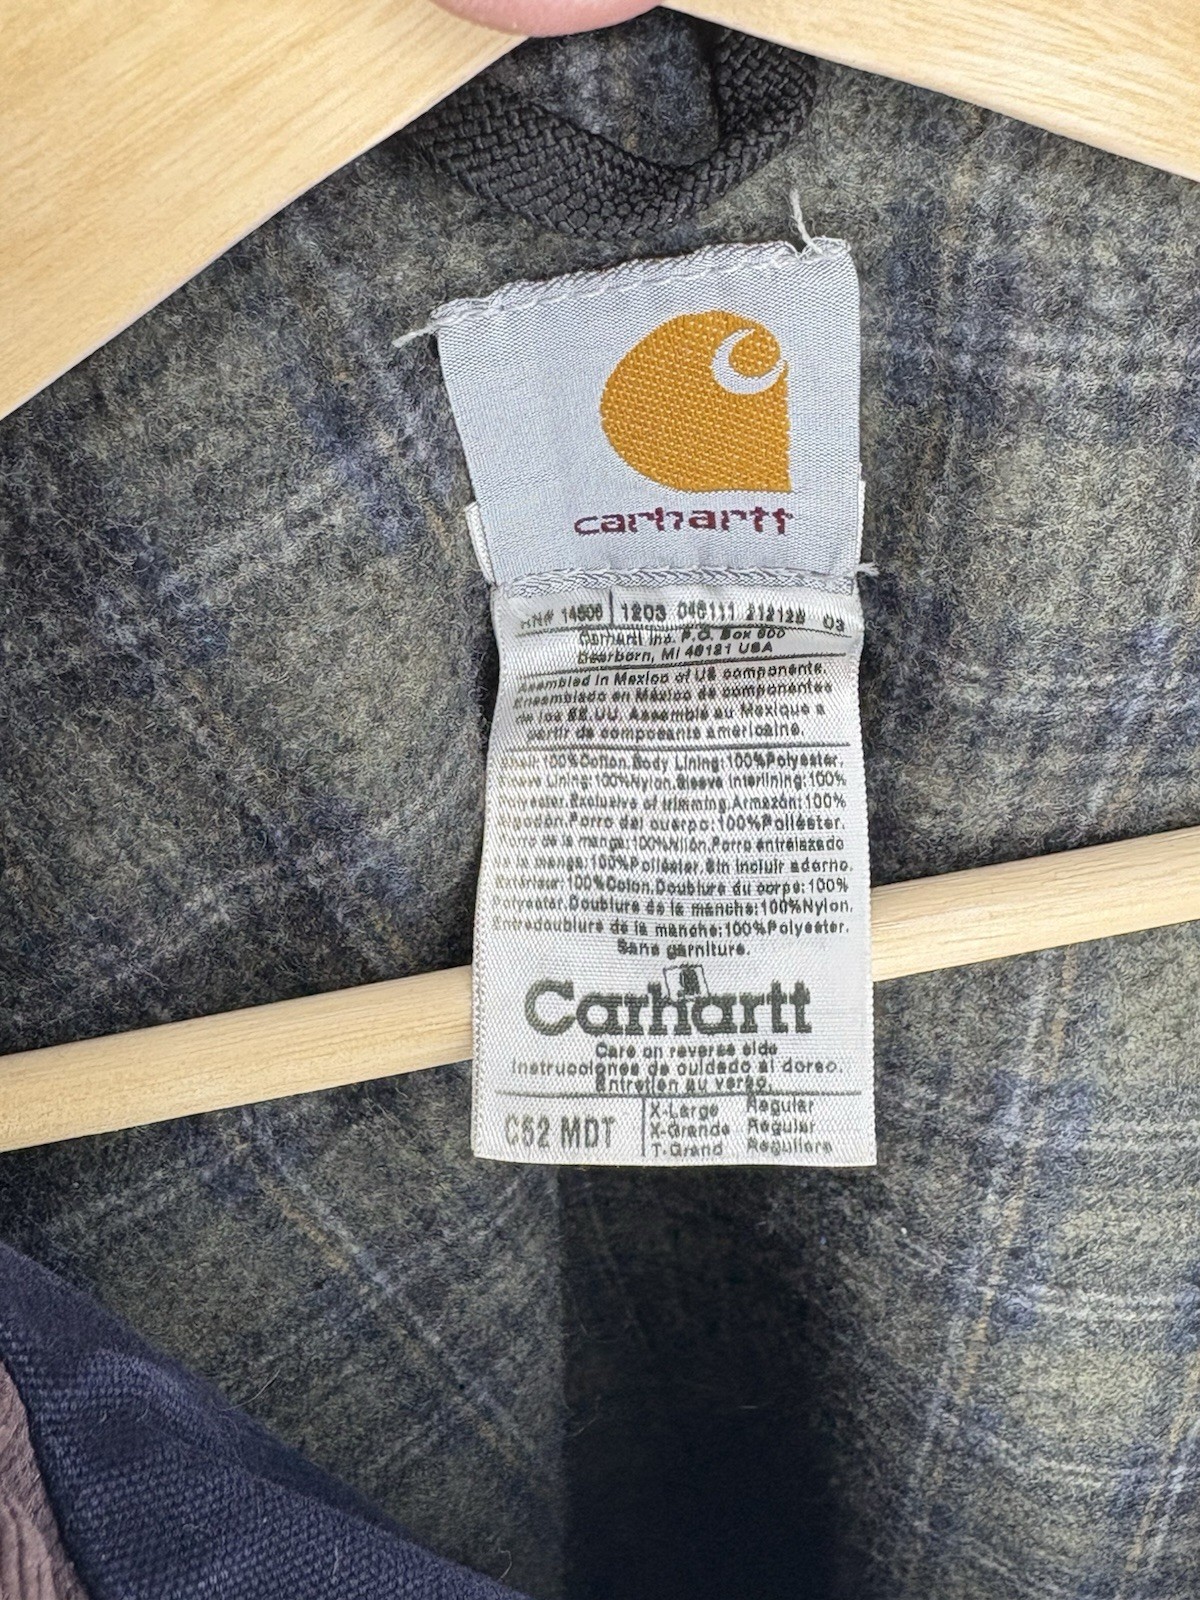 carhartt
RN# 14806 1203 046111 212128 03
Carhartt Inc. P.O. Box 600
Dearborn, MI 48121 USA
Assembled in Mexico of US components.
Ensamblado en México de componentes
de los EE.UU. Assemblé au Mexique a
partir de composants americains.
Shell:100%Cotton.Body Lining:100%Polyester.
Sleeve Lining:100%Nylon.Sleeve Interlining:100%
Polyester.Exclusive of trimming.Armazón:100%
Algodón.Forro del cuerpo:100%Poliéster.
Forro de la manga:100%Nilón.Forro entrelazado
de la manga:100%Poliéster.Sin incluir adorno.
Extérieur:100%Coton.Doublure du corps:100%
Polyester.Doublure de la manche:100%Nylon.
Entredoublure de la manche:100%Polyester.
Sans garniture.
Carhartt
Care on reverse side
Instrucciones de cuidado al dorso.
Entretien au verso.
C52 MDT
X-Large Regular
X-Grande Regular
T-Grand Reguliere